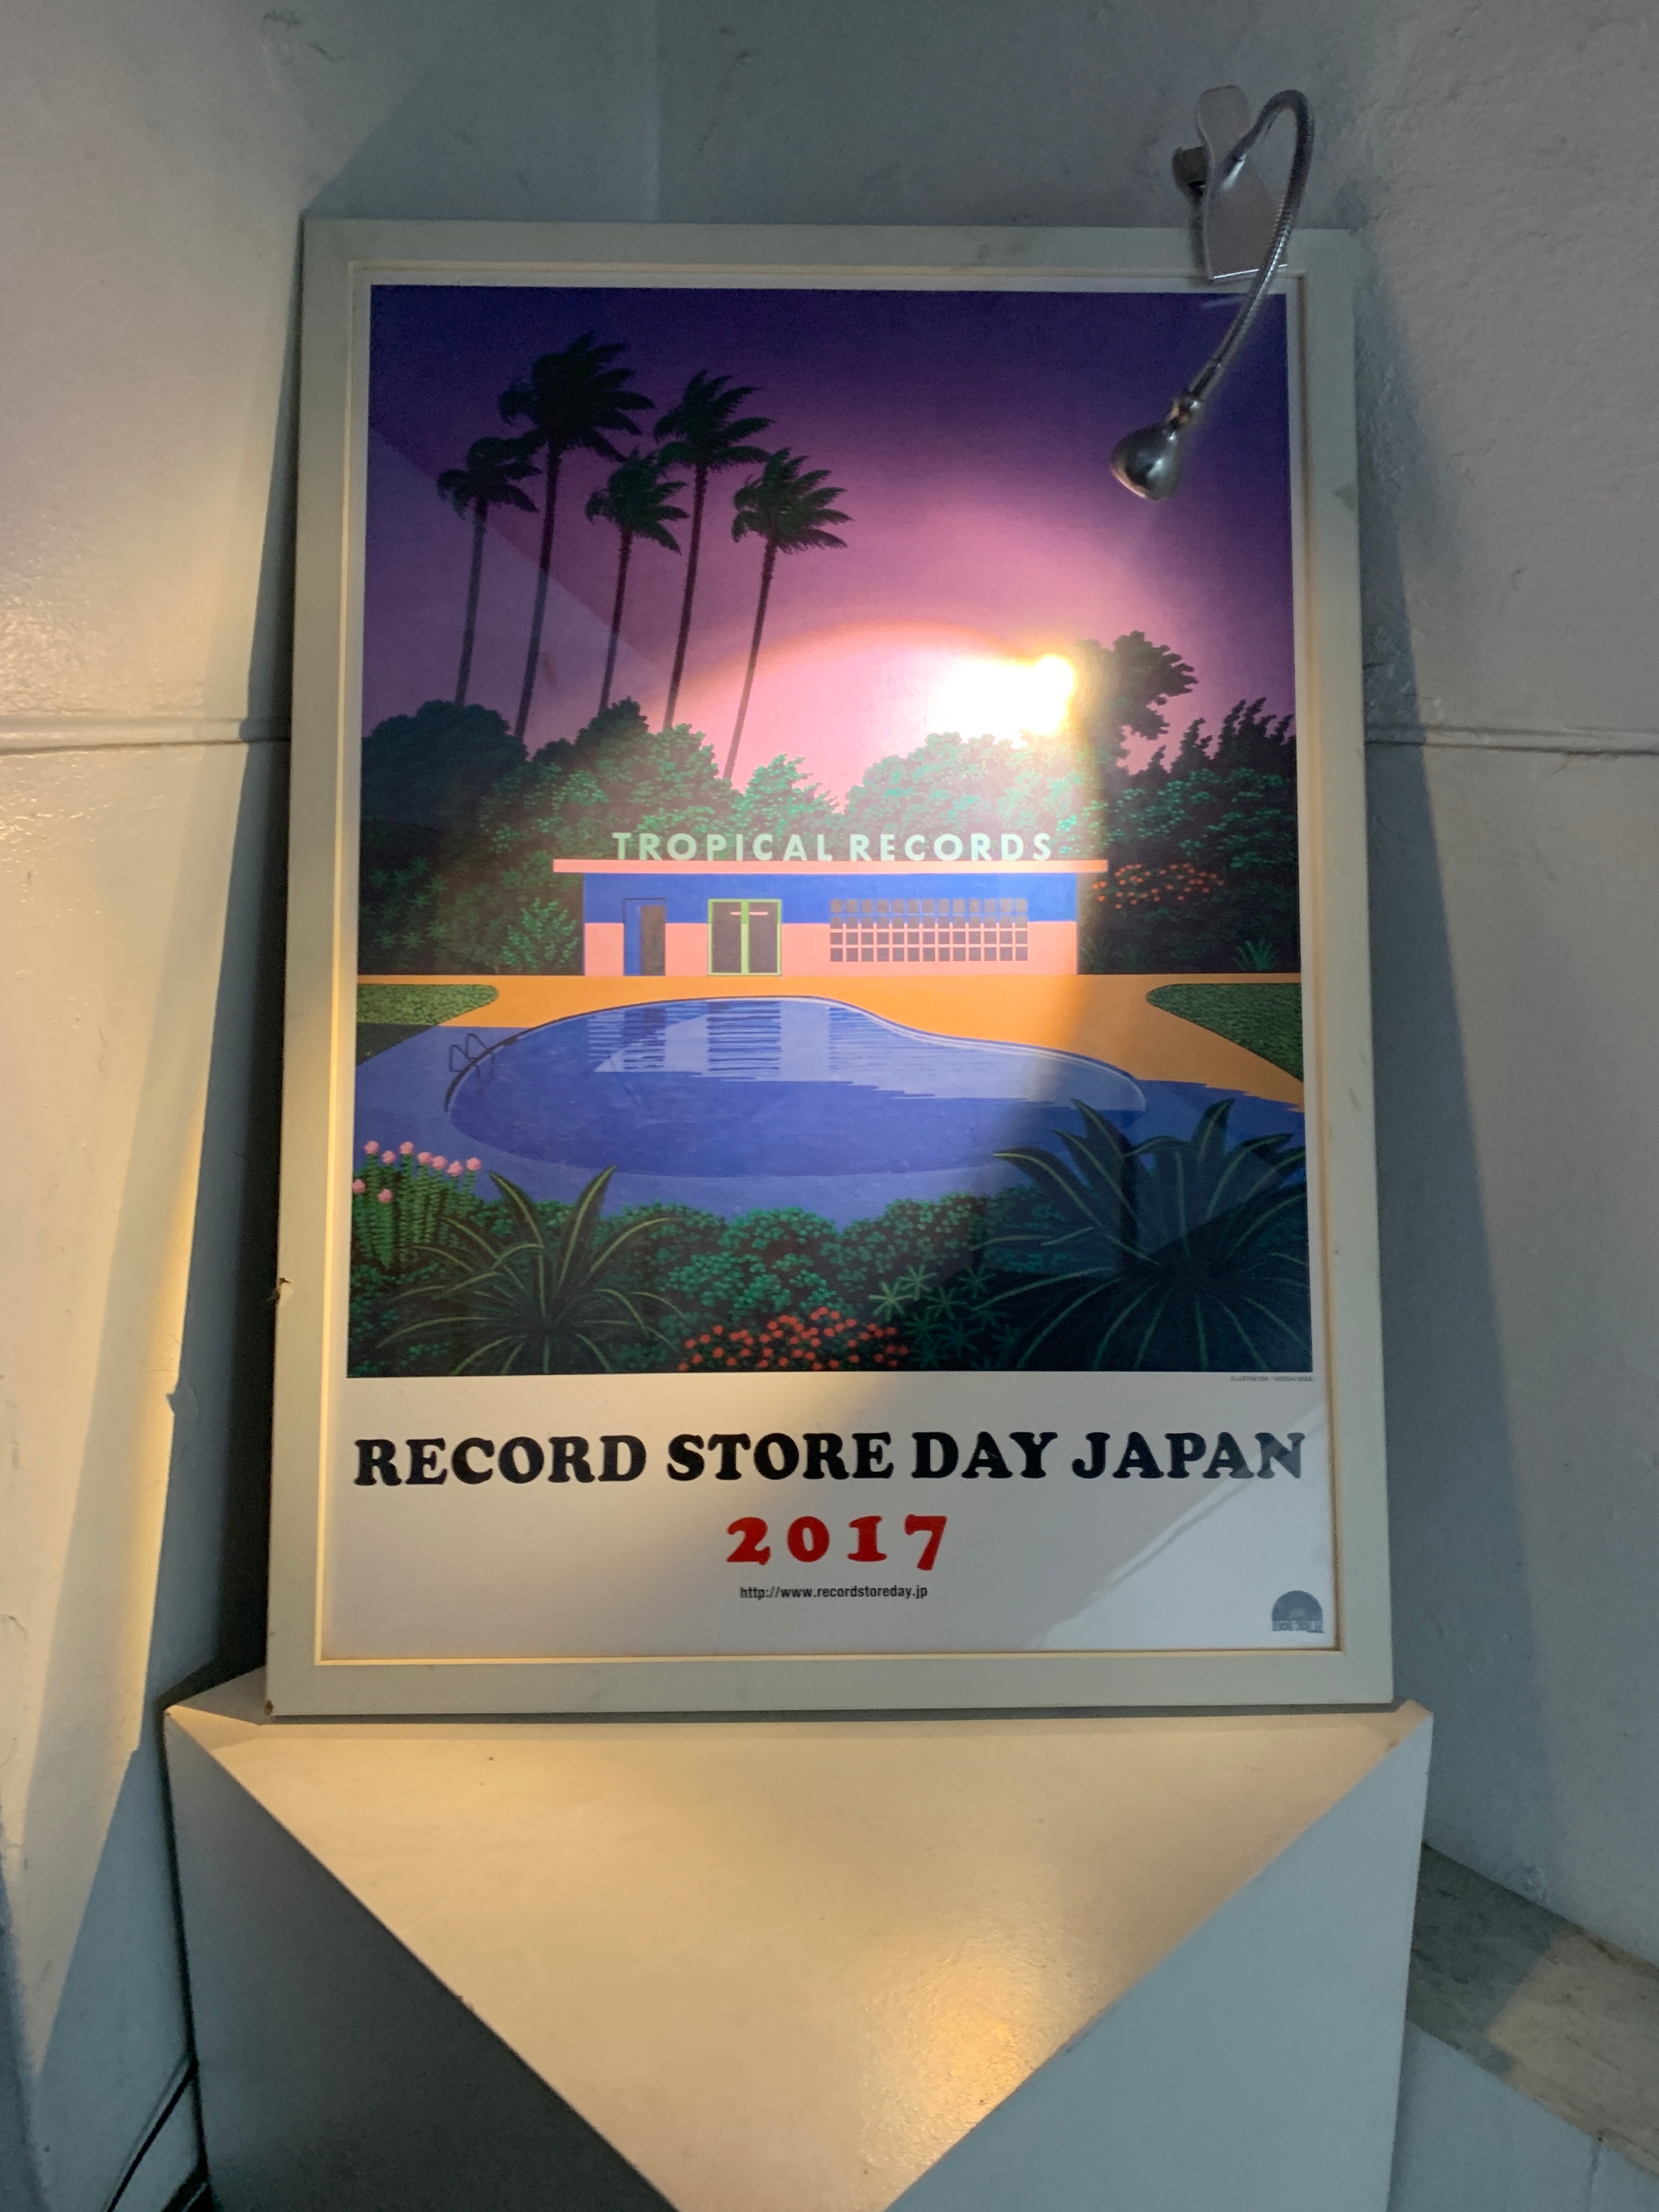 TROPICAL RECORDS
RECORD STORE DAY JAPAN
2017
http://www.recordstoreday.jp